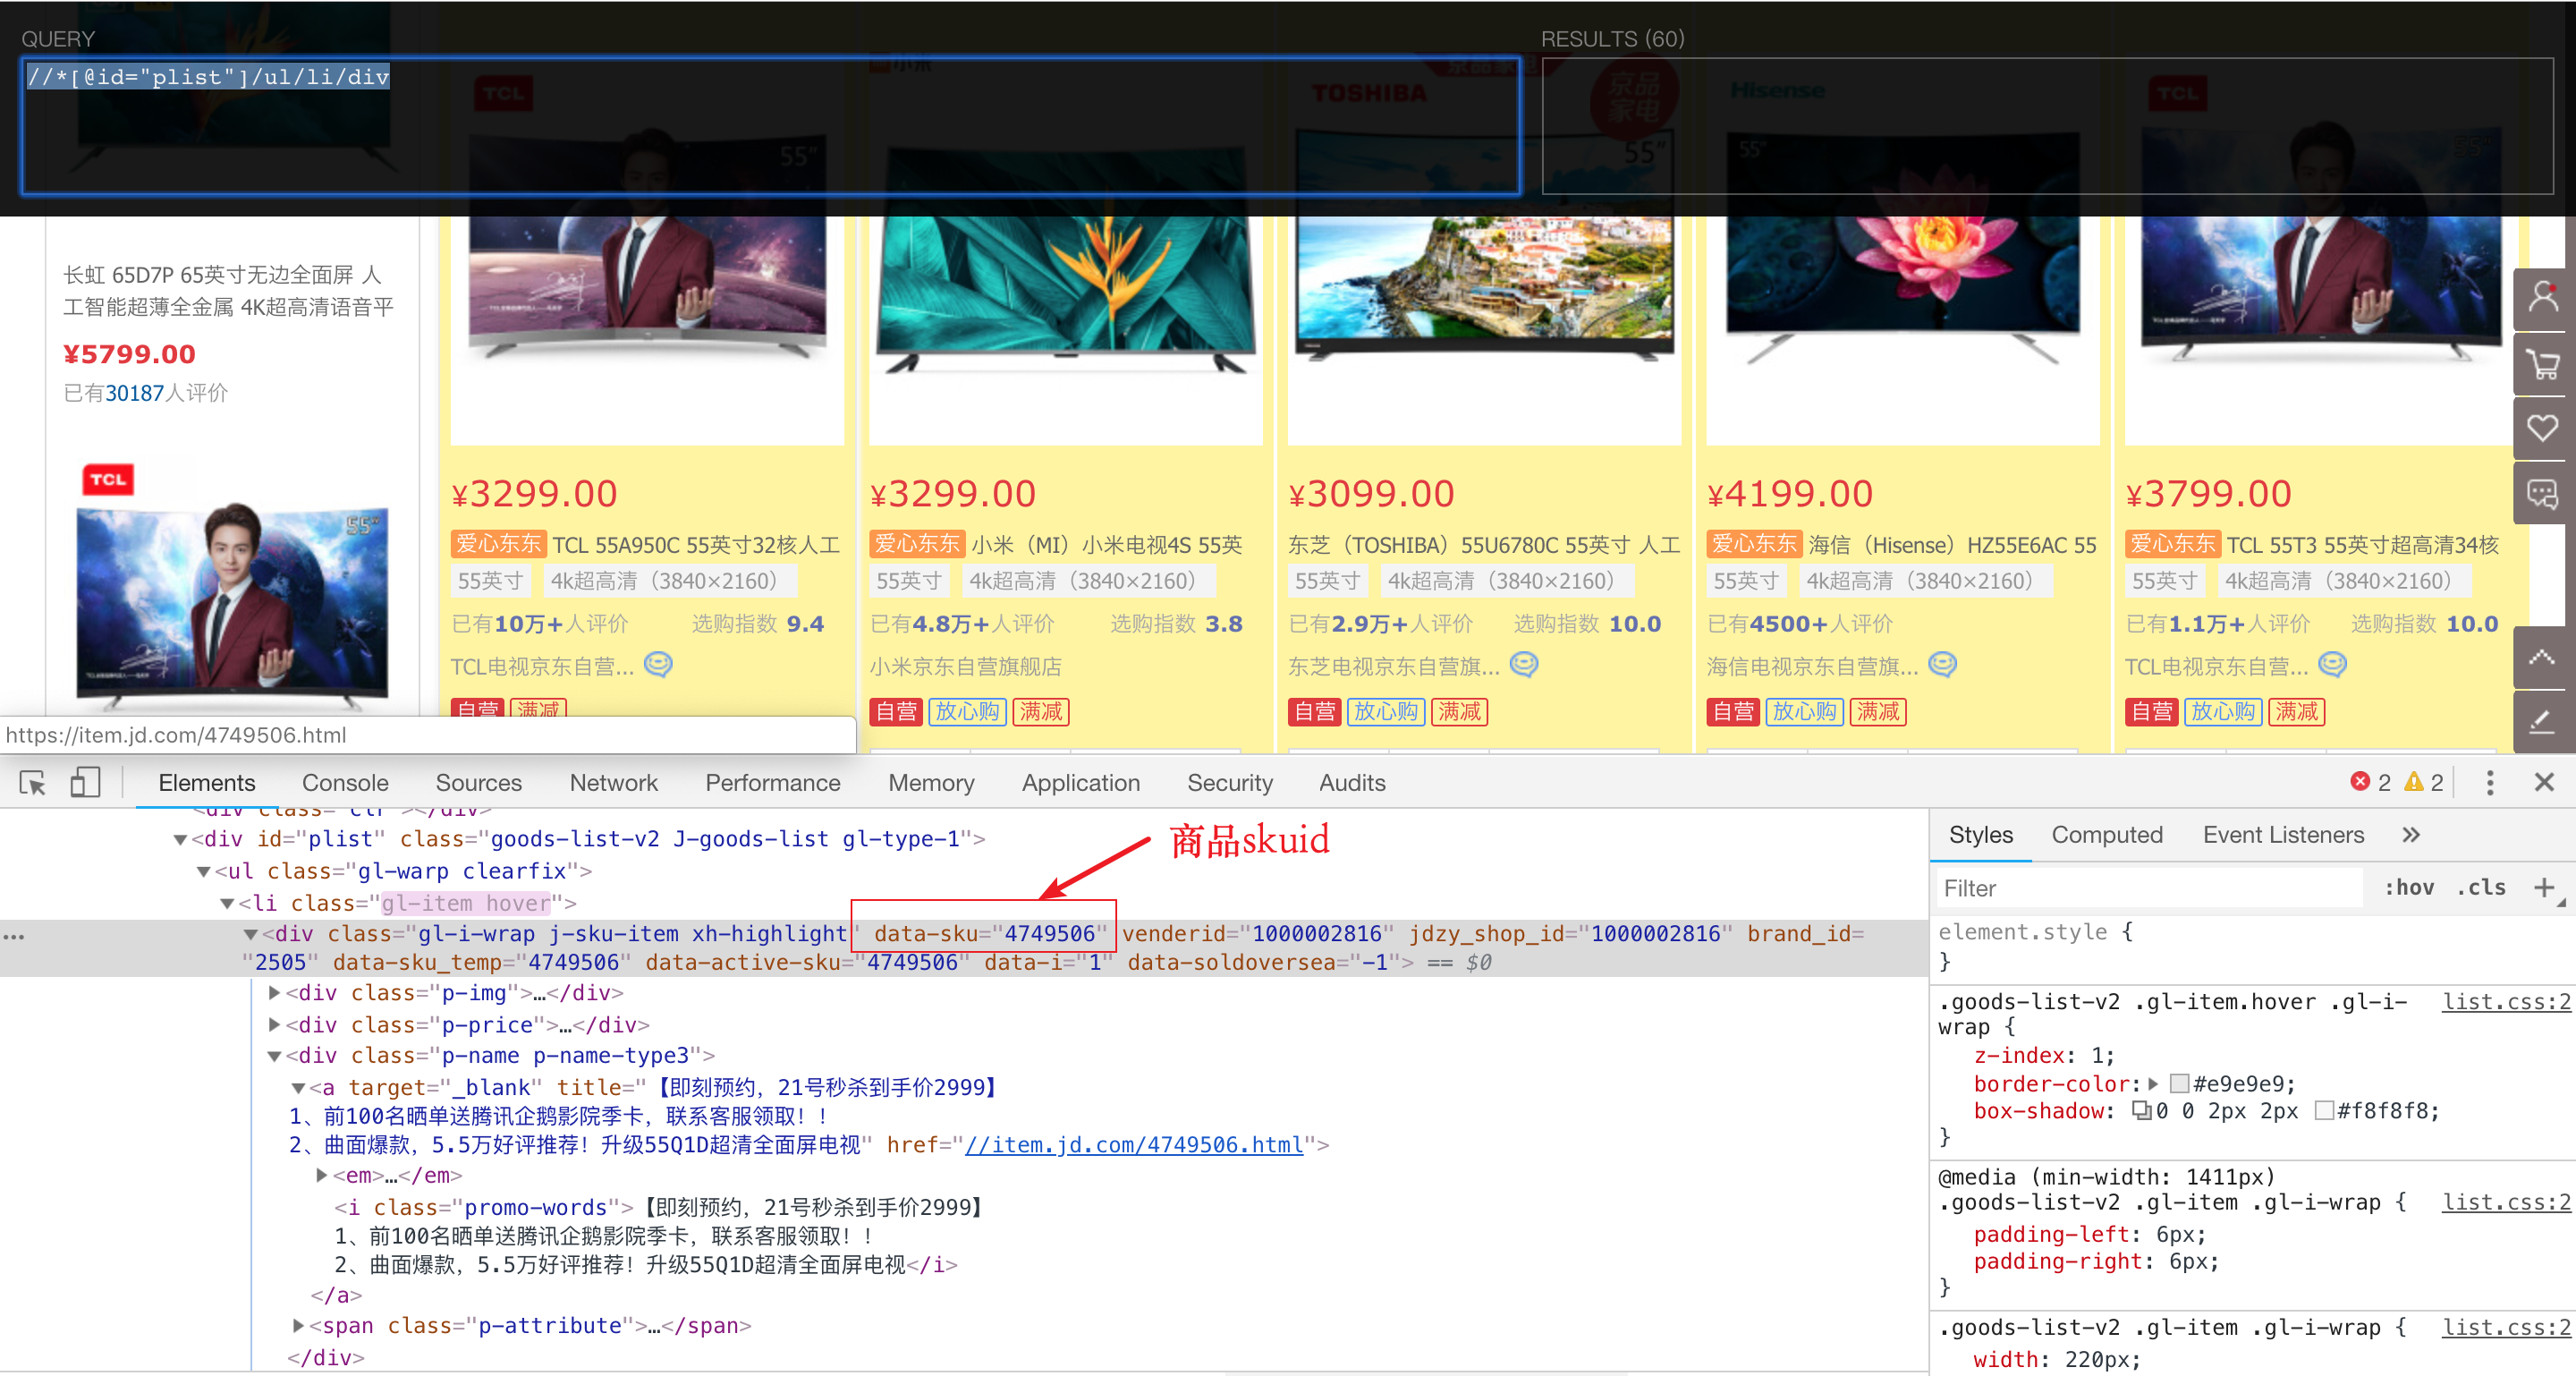 QUERY
RESULTS (60)
//*[@id="plist"]/ul/li/div
TCL
小米
TOSHIBA
京品家电
京品
家电
Hisense
TCL
55"
55"
55"
55"
长虹 65D7P 65英寸无边全面屏 人
工智能超薄全金属 4K超高清语音平
¥5799.00
已有30187人评价
TCL
55"
¥3299.00
爱心东东 TCL 55A950C 55英寸32核人工
55英寸 4k超高清（3840×2160）
已有10万+人评价 选购指数 9.4
TCL电视京东自营...
自营 满减
¥3299.00
爱心东东 小米（MI）小米电视4S 55英
55英寸 4k超高清（3840×2160）
已有4.8万+人评价 选购指数 3.8
小米京东自营旗舰店
自营 放心购 满减
¥3099.00
东芝（TOSHIBA）55U6780C 55英寸 人工
55英寸 4k超高清（3840×2160）
已有2.9万+人评价 选购指数 10.0
东芝电视京东自营旗...
自营 放心购 满减
¥4199.00
爱心东东 海信（Hisense）HZ55E6AC 55
55英寸 4k超高清（3840×2160）
已有4500+人评价
海信电视京东自营旗...
自营 放心购 满减
¥3799.00
爱心东东 TCL 55T3 55英寸超高清34核
55英寸 4k超高清（3840×2160）
已有1.1万+人评价 选购指数 10.0
TCL电视京东自营...
自营 放心购 满减
https://item.jd.com/4749506.html
Elements Console Sources Network Performance Memory Application Security Audits 2 2
<div class="clr"></div>
<div id="plist" class="goods-list-v2 J-goods-list gl-type-1">
商品skuid
<ul class="gl-warp clearfix">
<li class="gl-item hover">
... <div class="gl-i-wrap j-sku-item xh-highlight" data-sku="4749506" venderid="1000002816" jdzy_shop_id="1000002816" brand_id=
"2505" data-sku_temp="4749506" data-active-sku="4749506" data-i="1" data-soldoversea="-1"> == $0
<div class="p-img">…</div>
<div class="p-price">…</div>
<div class="p-name p-name-type3">
<a target="_blank" title="【即刻预约，21号秒杀到手价2999】
1、前100名晒单送腾讯企鹅影院季卡，联系客服领取！！
2、曲面爆款，5.5万好评推荐！升级55Q1D超清全面屏电视" href="//item.jd.com/4749506.html">
<em>…</em>
<i class="promo-words">【即刻预约，21号秒杀到手价2999】
1、前100名晒单送腾讯企鹅影院季卡，联系客服领取！！
2、曲面爆款，5.5万好评推荐！升级55Q1D超清全面屏电视</i>
</a>
<span class="p-attribute">…</span>
</div>
Styles Computed Event Listeners »
Filter :hov .cls +
element.style {
}
.goods-list-v2 .gl-item.hover .gl-i- list.css:2
wrap {
z-index: 1;
border-color: #e9e9e9;
box-shadow: 0 0 2px 2px #f8f8f8;
}
@media (min-width: 1411px)
.goods-list-v2 .gl-item .gl-i-wrap { list.css:2
padding-left: 6px;
padding-right: 6px;
}
.goods-list-v2 .gl-item .gl-i-wrap { list.css:2
width: 220px;